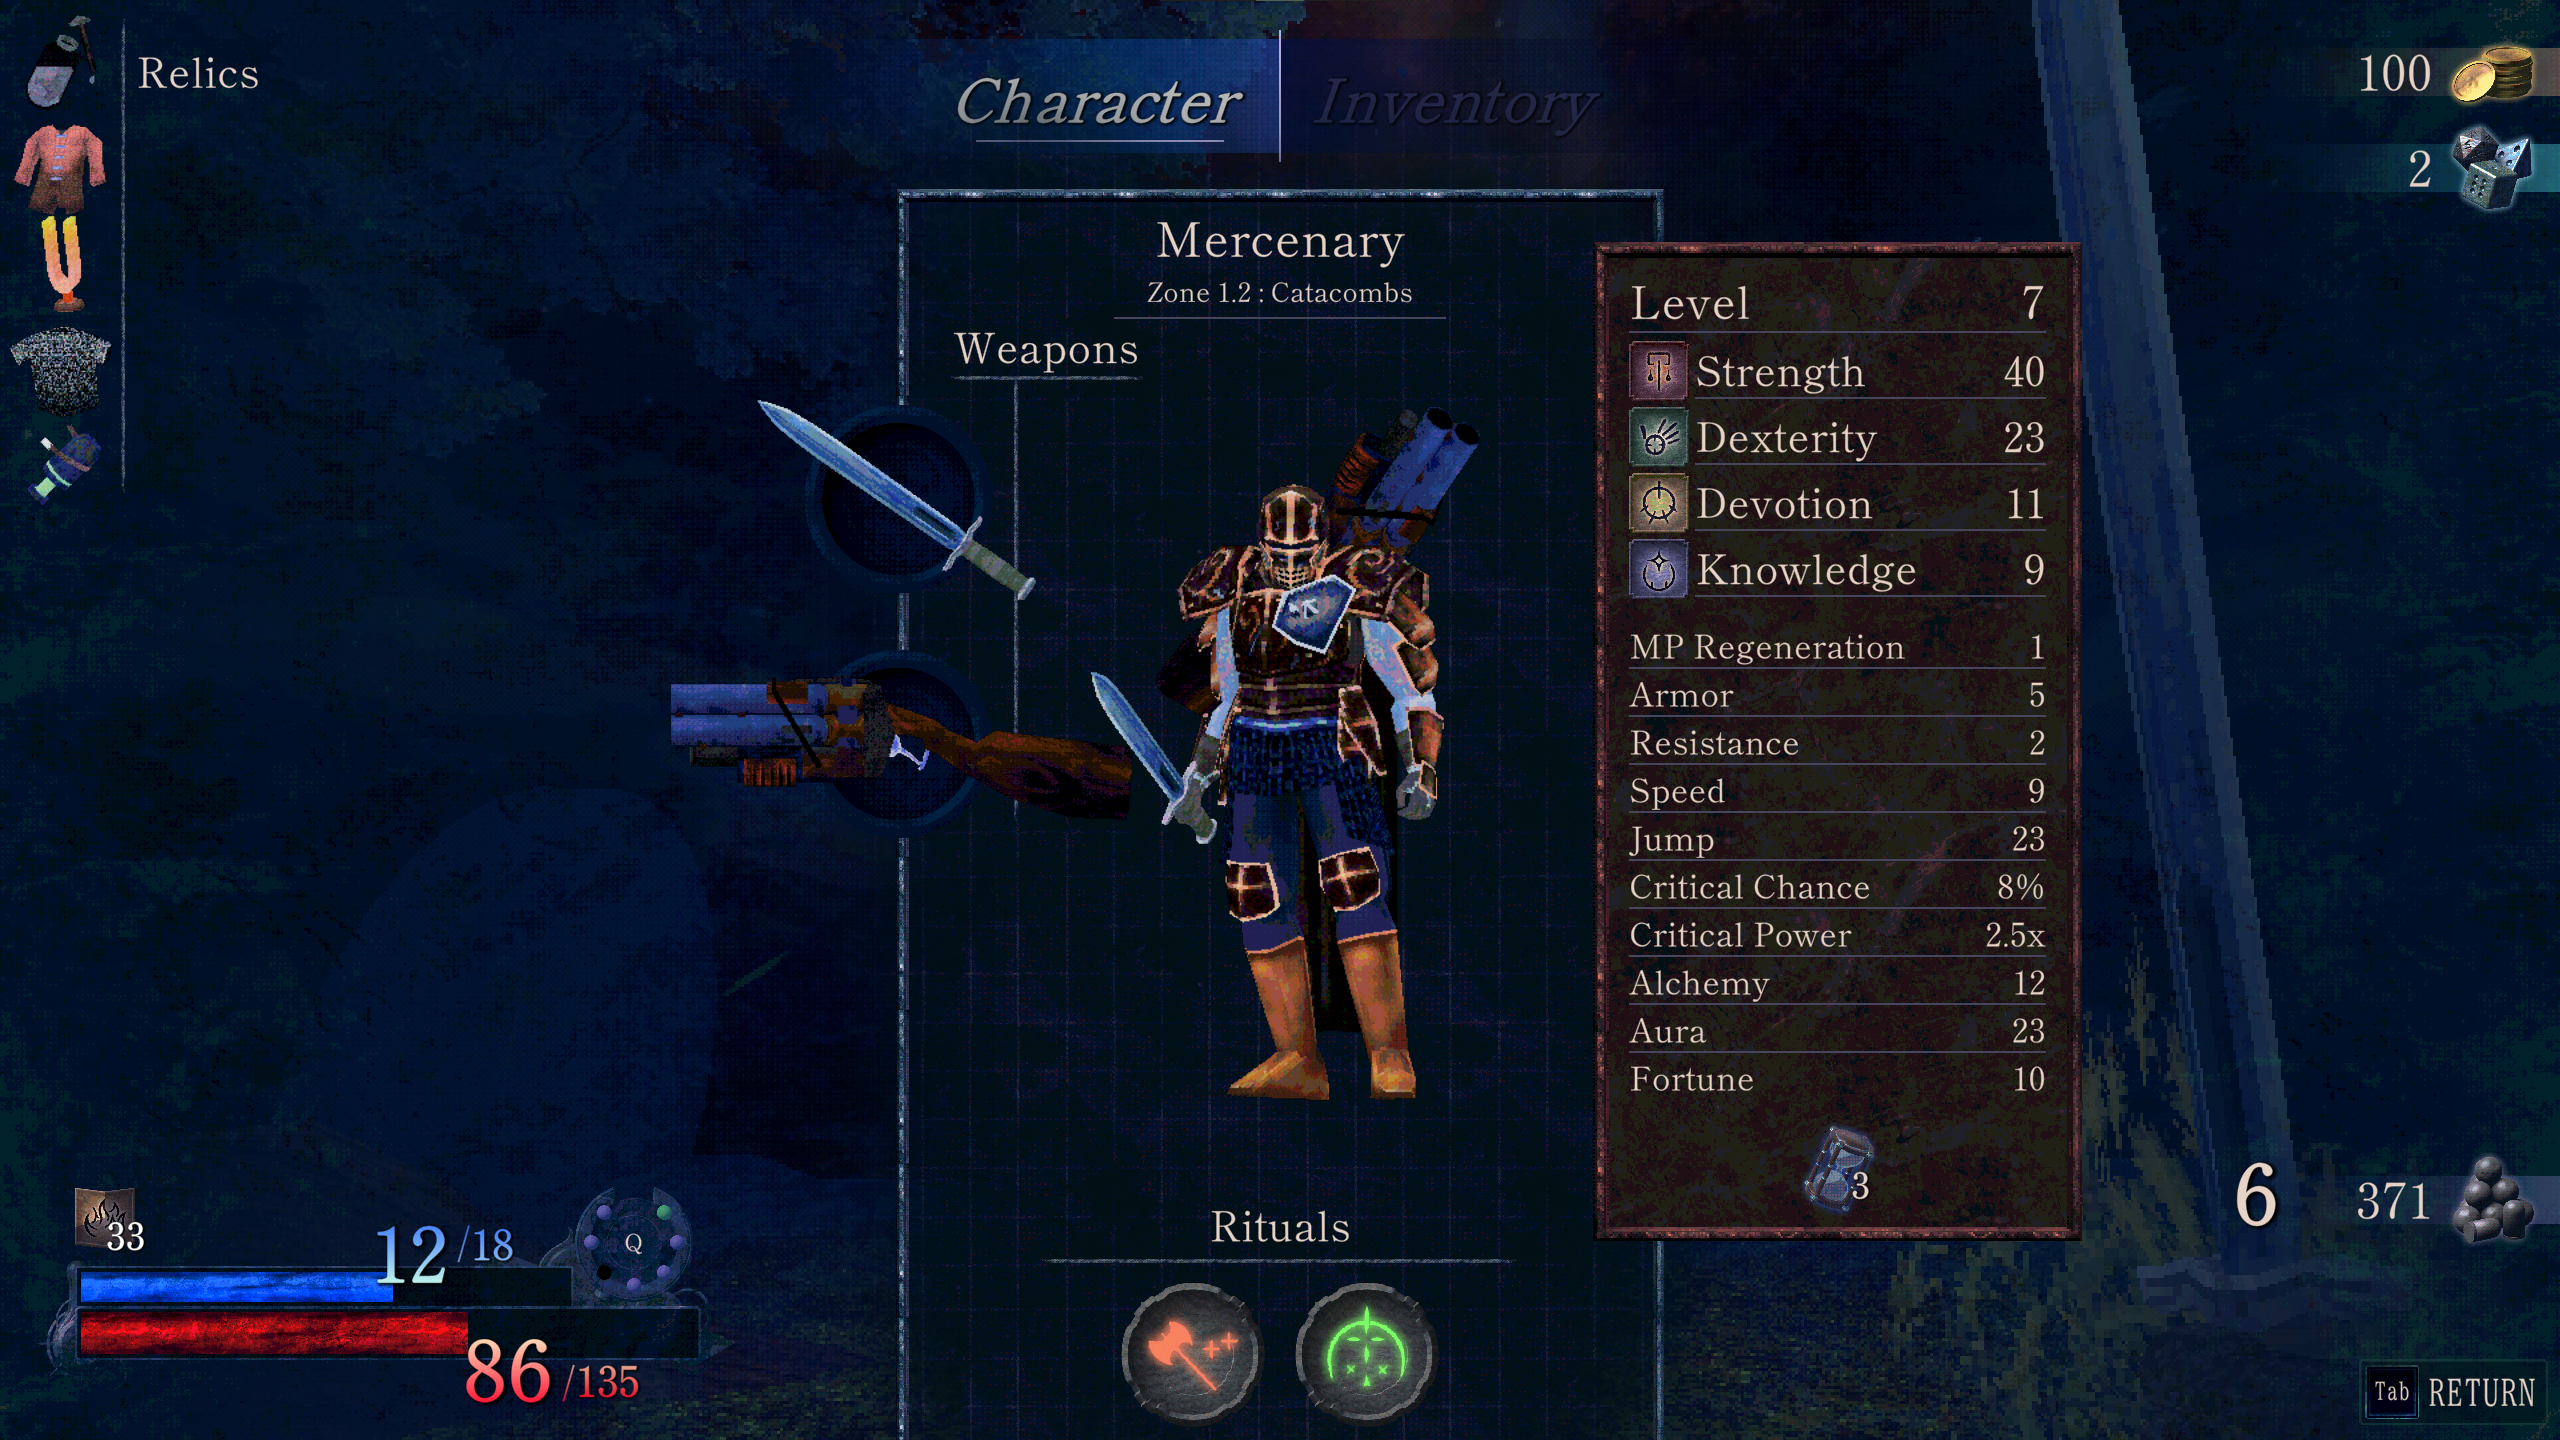 Relics
Character
Inventory
100
2
Mercenary
Zone 1.2 : Catacombs
Weapons
Level 7
Strength 40
Dexterity 23
Devotion 11
Knowledge 9
MP Regeneration 1
Armor 5
Resistance 2
Speed 9
Jump 23
Critical Chance 8%
Critical Power 2.5x
Alchemy 12
Aura 23
Fortune 10
3
Rituals
33
12 /18
Q
86 /135
6
371
Tab RETURN